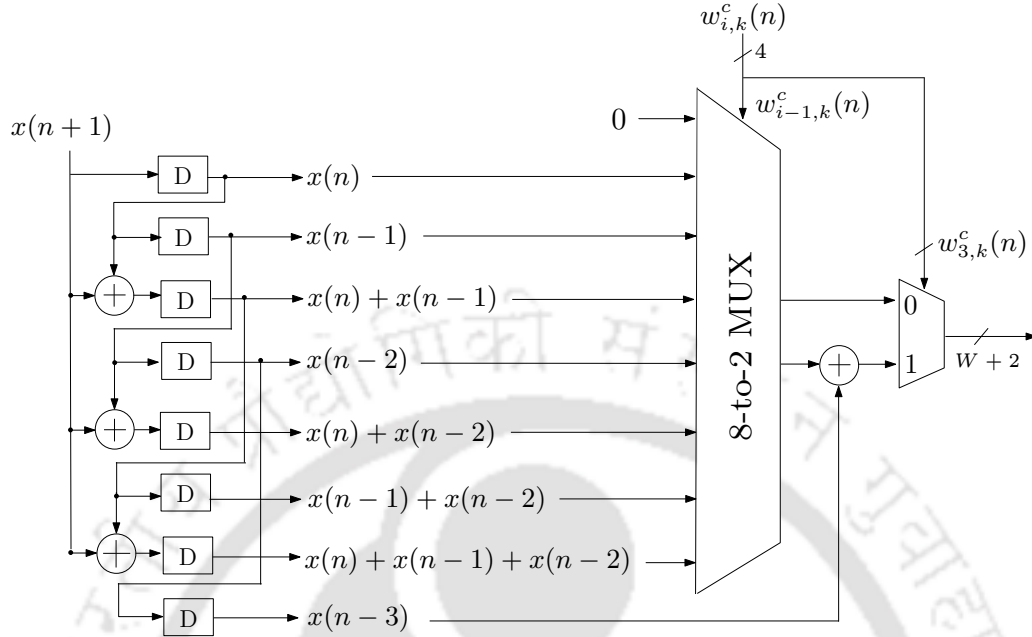 w^c_{i,k}(n)
4
w^c_{i-1,k}(n)
x(n + 1)
0
D
x(n)
D
x(n − 1)
w^c_{3,k}(n)
+
D
x(n) + x(n − 1)
0
D
x(n − 2)
+
1
W + 2
8-to-2 MUX
+
D
x(n) + x(n − 2)
D
x(n − 1) + x(n − 2)
+
D
x(n) + x(n − 1) + x(n − 2)
D
x(n − 3)